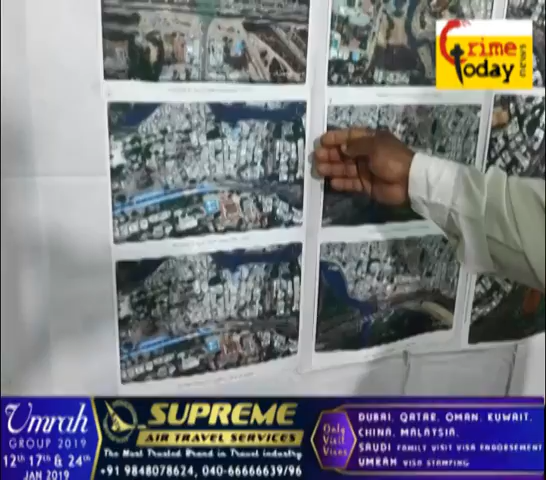 Crime
Today
news
Umrah
GROUP 2019
12th 17th & 24th
JAN 2019
SUPREME
AIR TRAVEL SERVICES
The Most Trusted Brand in Travel industry
+91 9848078624, 040-66666639/96
Only
Visit
Visas
DUBAI, QATAR, OMAN, KUWAIT,
CHINA, MALAYSIA,
SAUDI FAMILY VISIT VISA ENDORSEMENT
UMRAH VISA STAMPING